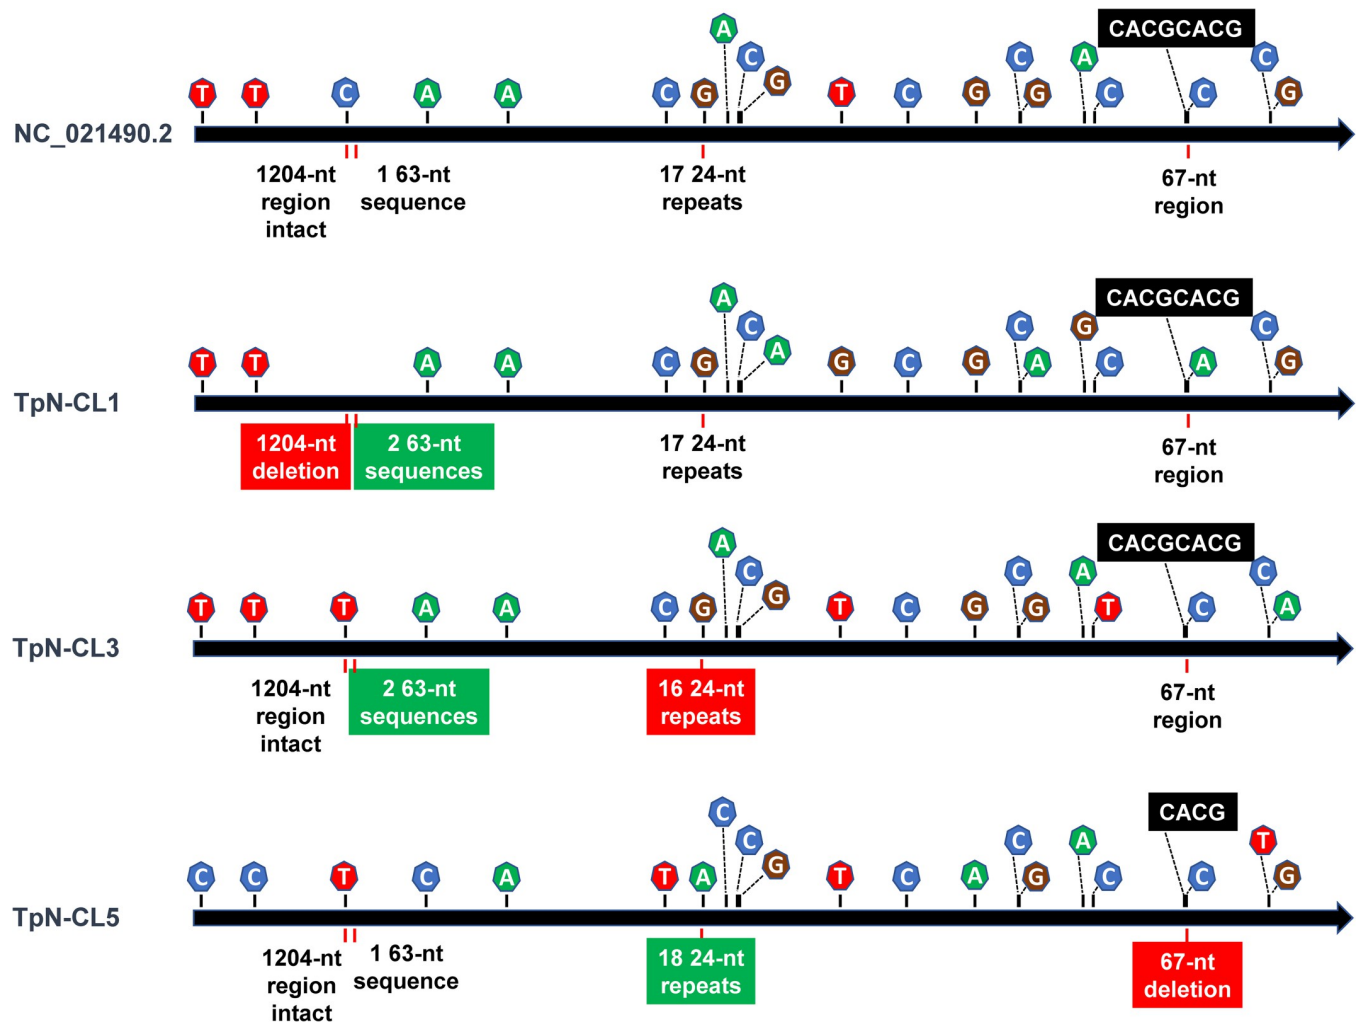 A
CACGCACG
C
C
A
C
G
T
T
C
A
A
C
G
T
C
G
G
C
C
G
NC_021490.2
1204-nt
region
intact
1 63-nt
sequence
17 24-nt
repeats
67-nt
region
A
CACGCACG
C
C
G
C
A
T
T
A
A
C
G
G
C
G
A
C
A
G
TpN-CL1
1204-nt
deletion
2 63-nt
sequences
17 24-nt
repeats
67-nt
region
A
CACGCACG
C
C
A
C
G
T
T
T
A
A
C
G
T
C
G
G
T
C
A
TpN-CL3
1204-nt
region
intact
2 63-nt
sequences
16 24-nt
repeats
67-nt
region
C
CACG
C
C
A
T
G
C
C
T
C
A
T
A
T
C
A
G
C
C
G
TpN-CL5
1204-nt
region
intact
1 63-nt
sequence
18 24-nt
repeats
67-nt
deletion